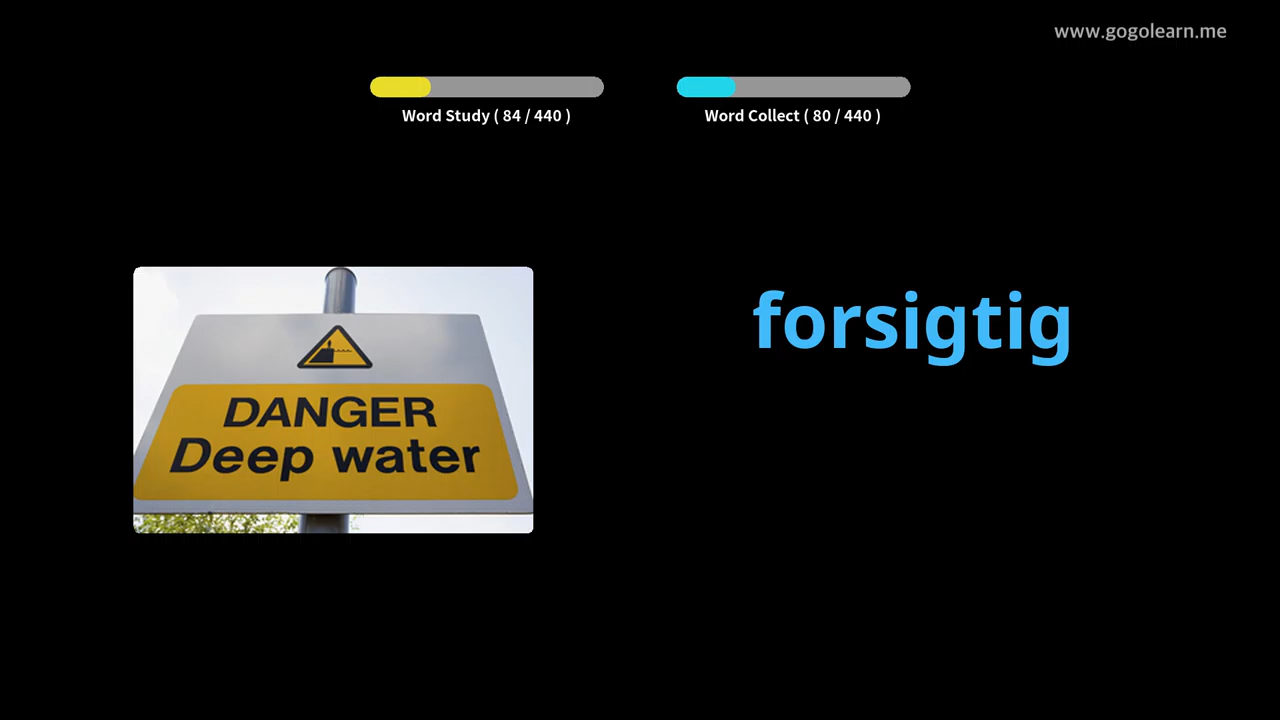 www.gogolearn.me
Word Study ( 84 / 440 )
Word Collect ( 80 / 440 )
DANGER
Deep water
forsigtig